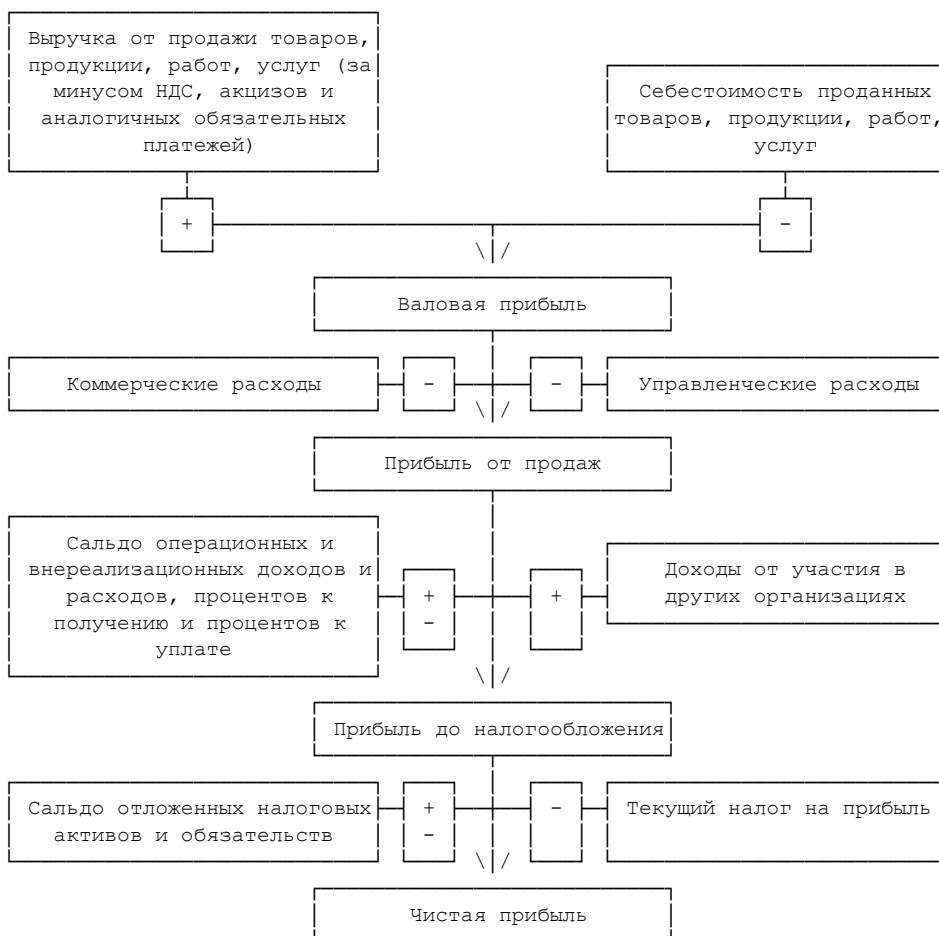 Выручка от продажи товаров,
продукции, работ, услуг (за
минусом НДС, акцизов и
аналогичных обязательных
платежей)
Себестоимость проданных
товаров, продукции, работ,
услуг
+
-
\ /
Валовая прибыль
Коммерческие расходы
-
-
Управленческие расходы
\ /
Прибыль от продаж
Сальдо операционных и
внереализационных доходов и
расходов, процентов к
получению и процентов к
уплате
+
-
+
Доходы от участия в
других организациях
\ /
Прибыль до налогообложения
Сальдо отложенных налоговых
активов и обязательств
+
-
-
Текущий налог на прибыль
\ /
Чистая прибыль